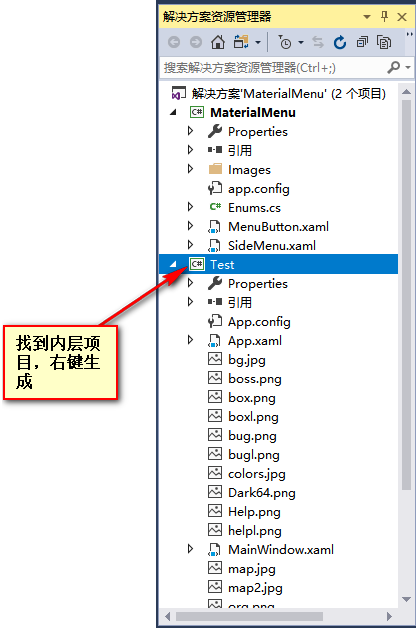 解决方案资源管理器
搜索解决方案资源管理器(Ctrl+;)
解决方案'MaterialMenu' (2 个项目)
C# MaterialMenu
Properties
引用
Images
app.config
C# Enums.cs
MenuButton.xaml
SideMenu.xaml
C# Test
Properties
引用
App.config
App.xaml
bg.jpg
boss.png
box.png
boxl.png
bug.png
bugl.png
colors.jpg
Dark64.png
Help.png
helpl.png
MainWindow.xaml
map.jpg
map2.jpg
org.png
找到内层项
目，右键生
成